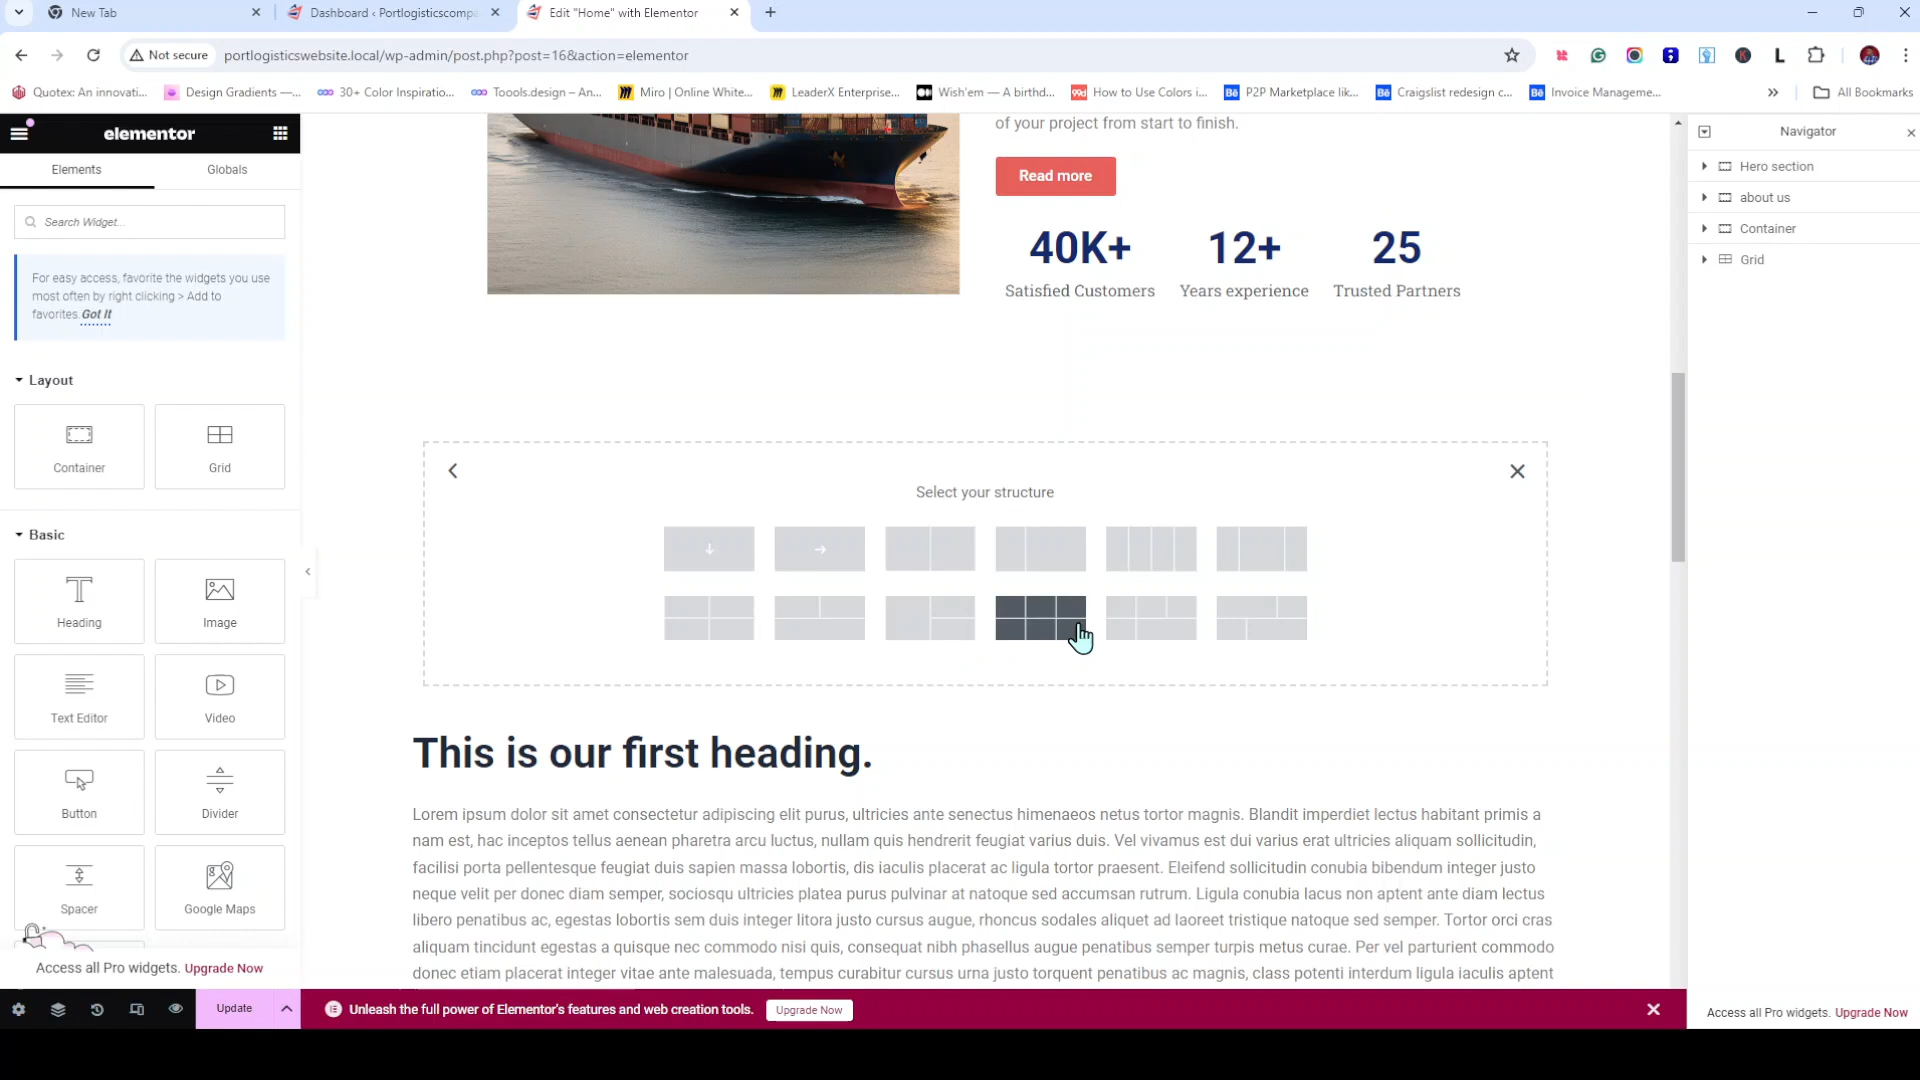 New Tab
Dashboard ‹ Portlogisticscompa
Edit "Home" with Elementor
Not secure
portlogisticswebsite.local/wp-admin/post.php?post=16&action=elementor
Quotex: An innovati...
Design Gradients —...
30+ Color Inspiratio...
Toools.design – An...
Miro | Online White...
LeaderX Enterprise...
Wish'em — A birthd...
How to Use Colors i...
P2P Marketplace lik...
Craigslist redesign c...
Invoice Manageme...
All Bookmarks
elementor
Elements
Globals
Search Widget...
For easy access, favorite the widgets you use
most often by right clicking > Add to
favorites. Got It
Layout
Container
Grid
Basic
Heading
Image
Text Editor
Video
Button
Divider
Spacer
Google Maps
Access all Pro widgets. Upgrade Now
Update
of your project from start to finish.
Read more
40K+
12+
25
Satisfied Customers
Years experience
Trusted Partners
Select your structure
This is our first heading.
Lorem ipsum dolor sit amet consectetur adipiscing elit purus, ultricies ante senectus himenaeos netus tortor magnis. Blandit imperdiet lectus habitant primis a
nam est, hac inceptos tellus aenean pharetra arcu luctus, nullam quis hendrerit feugiat varius duis. Vel vivamus est dui varius erat ultricies aliquam sollicitudin,
facilisi porta pellentesque feugiat duis sapien massa lobortis, dis iaculis placerat ac ligula tortor praesent. Eleifend sollicitudin conubia bibendum integer justo
neque velit per donec diam semper, sociosqu ultricies platea purus pulvinar at natoque sed accumsan rutrum. Ligula conubia lacus non aptent ante diam lectus
libero penatibus ac, egestas lobortis sem duis integer litora justo cursus augue, rhoncus sodales aliquet ad laoreet tristique natoque sed semper. Tortor orci cras
aliquam tincidunt egestas a quisque nec commodo nisi quis, consequat nibh phasellus augue penatibus semper turpis metus curae. Per vel parturient commodo
donec etiam placerat integer vitae ante malesuada, tempus curabitur cursus urna justo torquent penatibus ac magnis, class potenti interdum ligula iaculis aptent
Unleash the full power of Elementor's features and web creation tools.
Upgrade Now
Navigator
Hero section
about us
Container
Grid
Access all Pro widgets. Upgrade Now